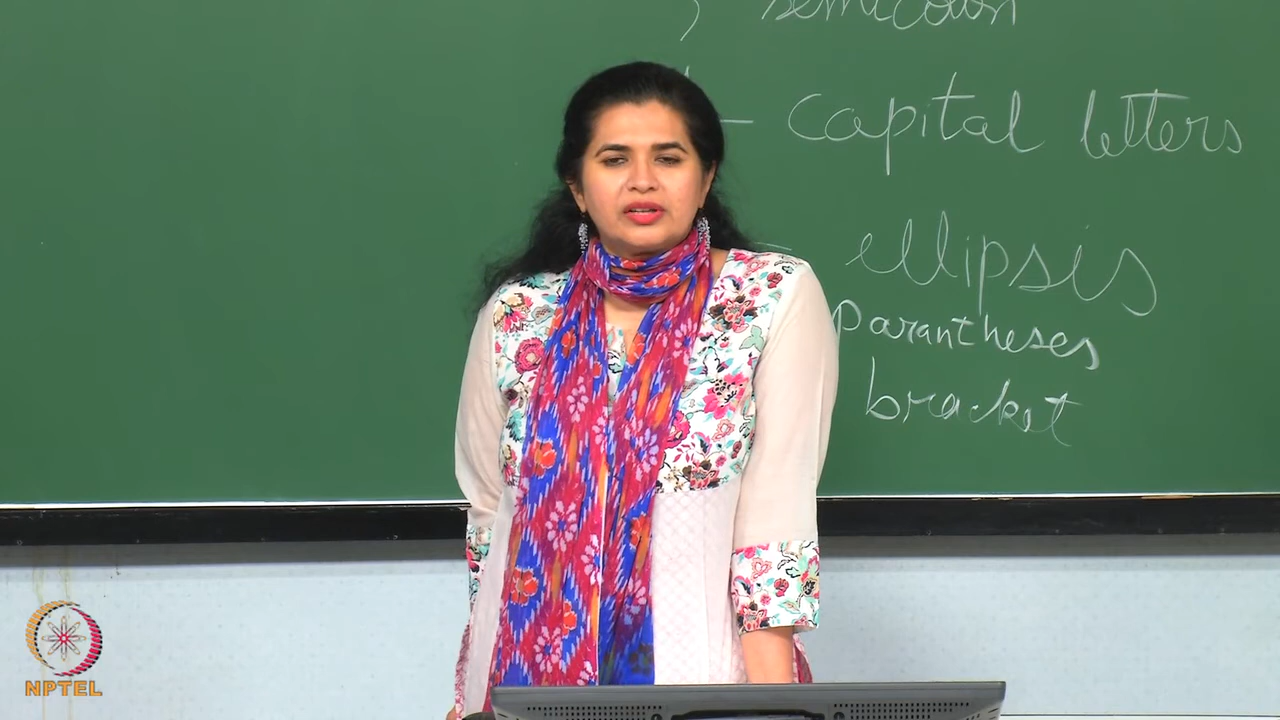 ; semicolon
- capital letters
- ellipsis
parantheses
bracket
NPTEL